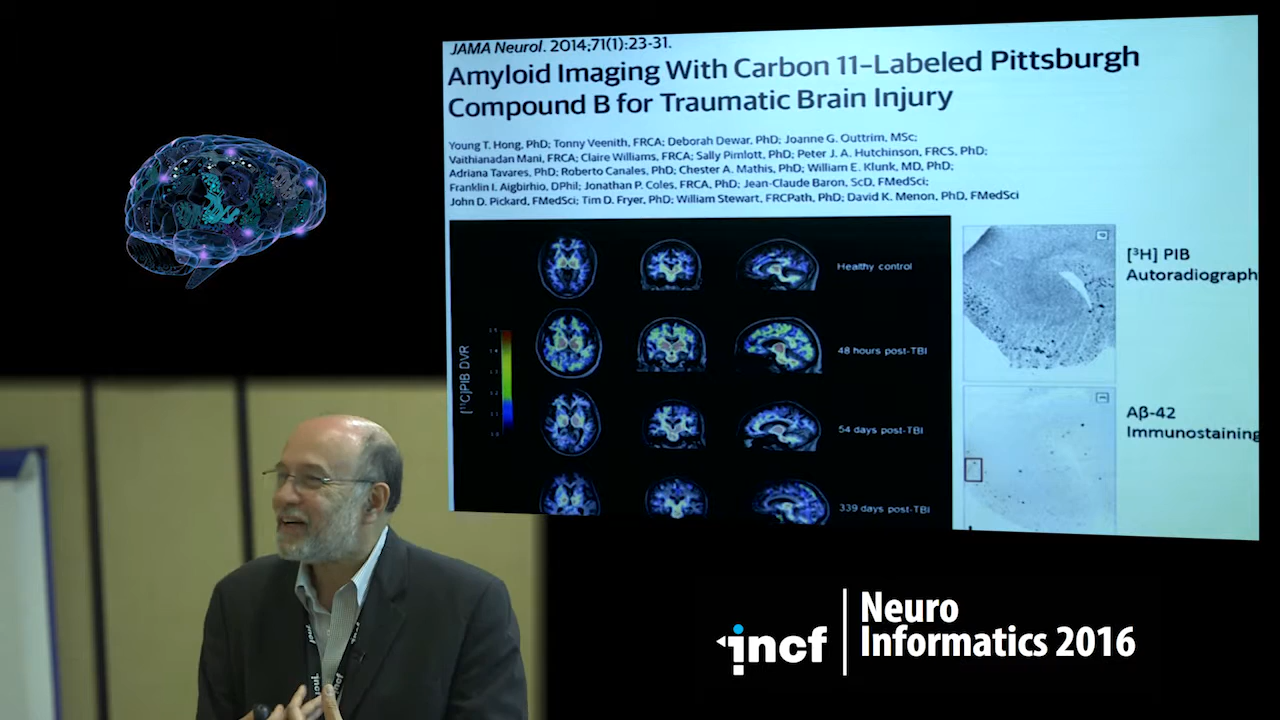 JAMA Neurol. 2014;71(1):23-31.
Amyloid Imaging With Carbon 11-Labeled Pittsburgh
Compound B for Traumatic Brain Injury
Young T. Hong, PhD; Tonny Veenith, FRCA; Deborah Dewar, PhD; Joanne G. Outtrim, MSc;
Vaithianadan Mani, FRCA; Claire Williams, FRCA; Sally Pimlott, PhD; Peter J. A. Hutchinson, FRCS, PhD;
Adriana Tavares, PhD; Roberto Canales, PhD; Chester A. Mathis, PhD; William E. Klunk, MD, PhD;
Franklin I. Aigbirhio, DPhil; Jonathan P. Coles, FRCA, PhD; Jean-Claude Baron, ScD, FMedSci;
John D. Pickard, FMedSci; Tim D. Fryer, PhD; William Stewart, FRCPath, PhD; David K. Menon, PhD, FMedSci
Healthy control
48 hours post-TBI
54 days post-TBI
339 days post-TBI
[¹¹C]PIB DVR
[³H] PIB
Autoradiograph
Aβ-42
Immunostaining
incf
Neuro
Informatics 2016
incf